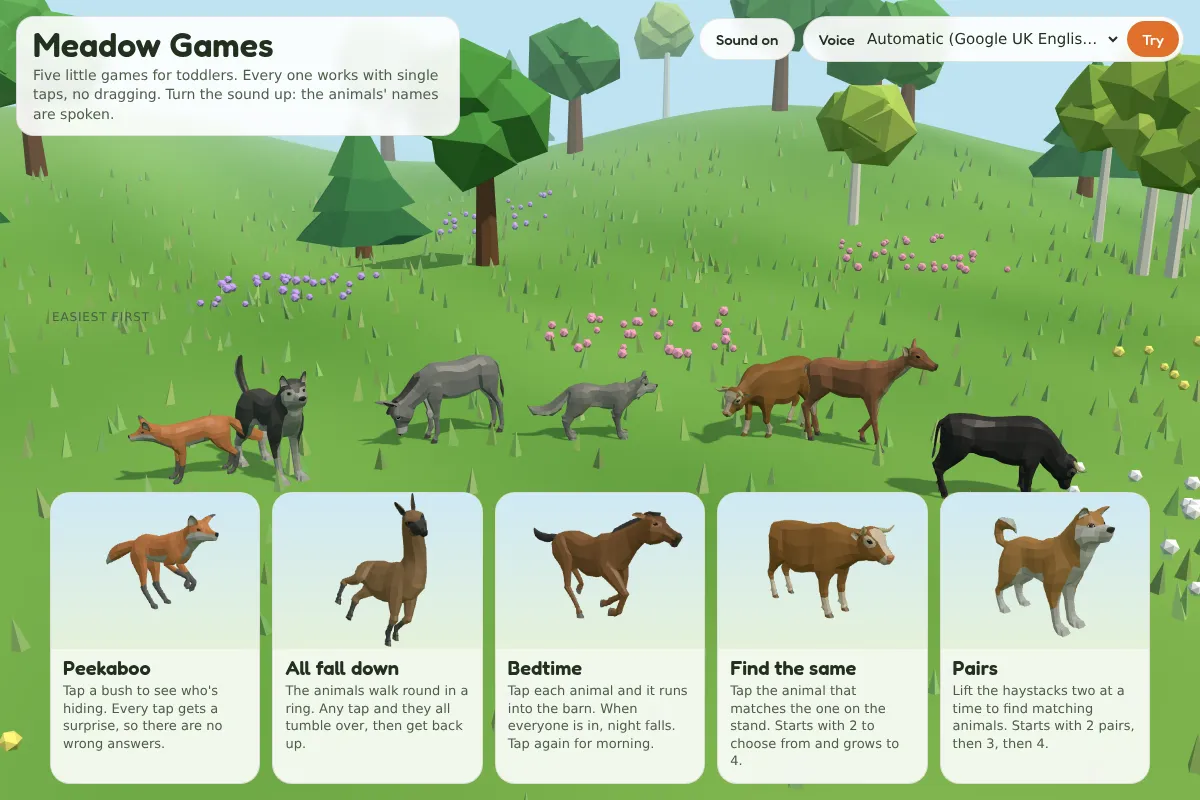 Meadow Games
Five little games for toddlers. Every one works with single
taps, no dragging. Turn the sound up: the animals' names
are spoken.
Sound on
Voice Automatic (Google UK Englis... Try
EASIEST FIRST
Peekaboo
Tap a bush to see who's
hiding. Every tap gets a
surprise, so there are no
wrong answers.
All fall down
The animals walk round in a
ring. Any tap and they all
tumble over, then get back
up.
Bedtime
Tap each animal and it runs
into the barn. When
everyone is in, night falls.
Tap again for morning.
Find the same
Tap the animal that
matches the one on the
stand. Starts with 2 to
choose from and grows to
4.
Pairs
Lift the haystacks two at a
time to find matching
animals. Starts with 2 pairs,
then 3, then 4.